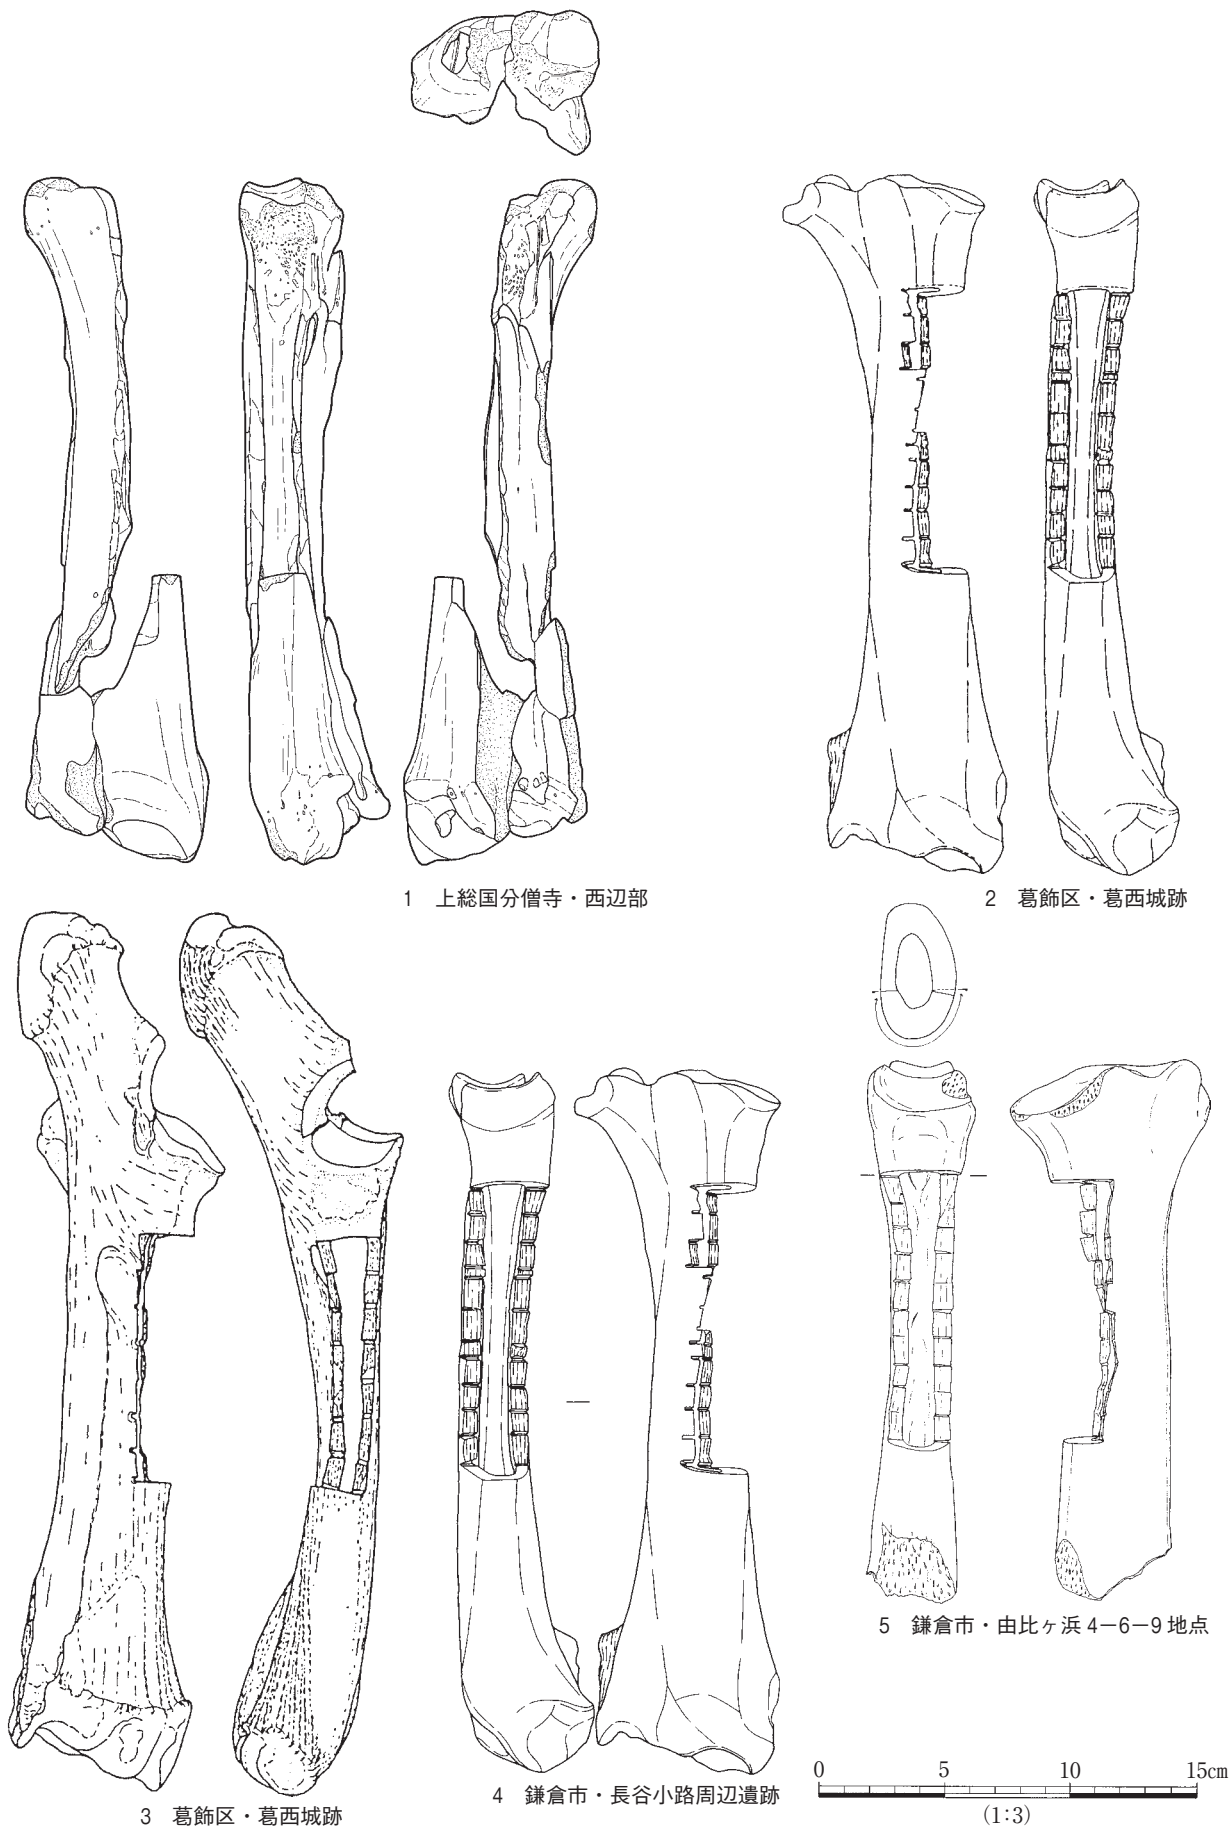 1 上総国分僧寺・西辺部
2 葛飾区・葛西城跡
3 葛飾区・葛西城跡
4 鎌倉市・長谷小路周辺遺跡
5 鎌倉市・由比ヶ浜4−6−9地点
0 5 10 15cm
(1:3)